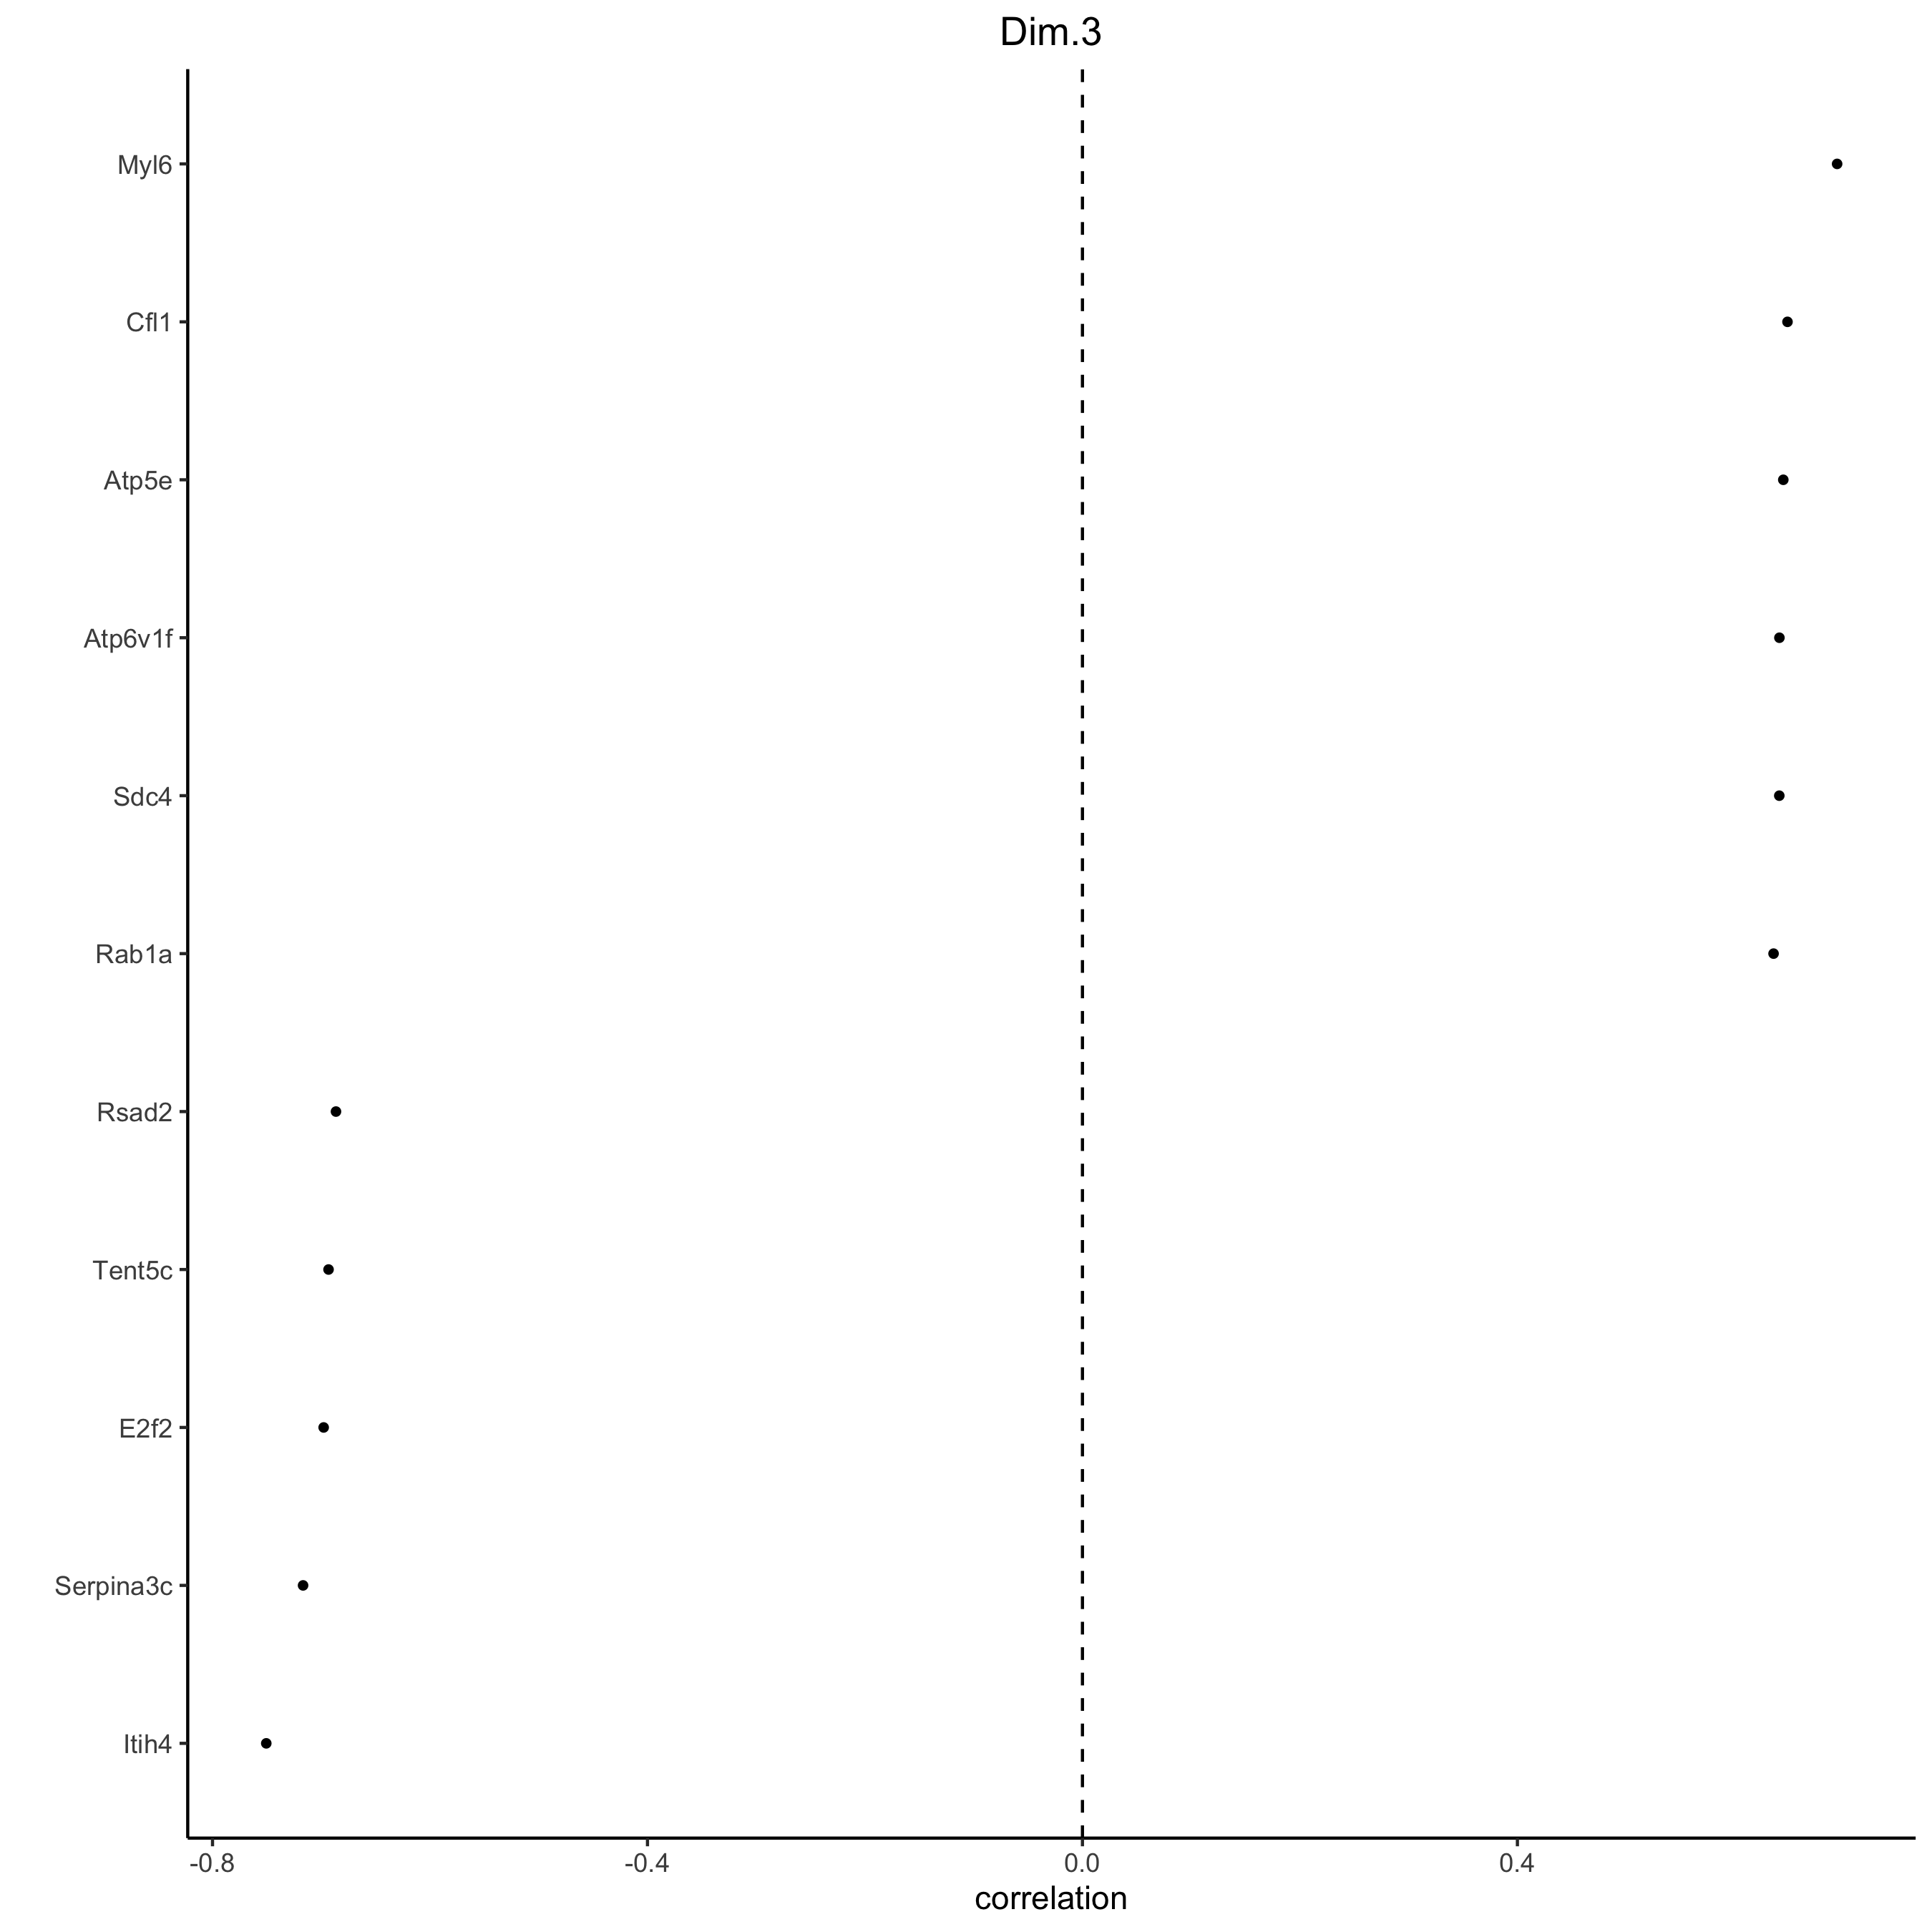 Dim.3
Myl6
Cfl1
Atp5e
Atp6v1f
Sdc4
Rab1a
Rsad2
Tent5c
E2f2
Serpina3c
Itih4
-0.8 -0.4 0.0 0.4
correlation